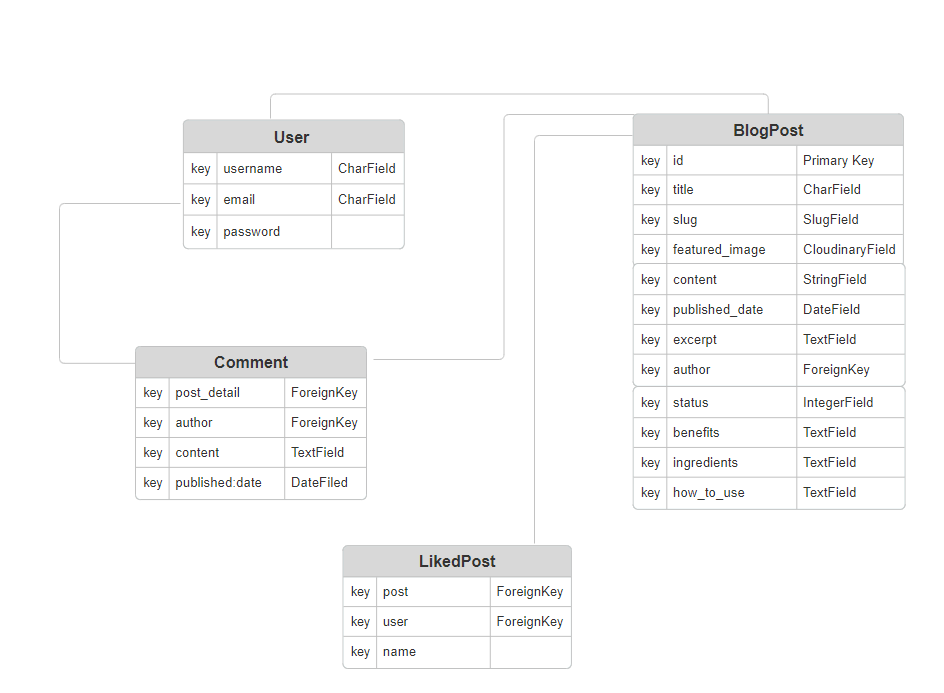 User
key username CharField
key email CharField
key password
BlogPost
key id Primary Key
key title CharField
key slug SlugField
key featured_image CloudinaryField
key content StringField
key published_date DateField
key excerpt TextField
key author ForeignKey
key status IntegerField
key benefits TextField
key ingredients TextField
key how_to_use TextField
Comment
key post_detail ForeignKey
key author ForeignKey
key content TextField
key published:date DateFiled
LikedPost
key post ForeignKey
key user ForeignKey
key name